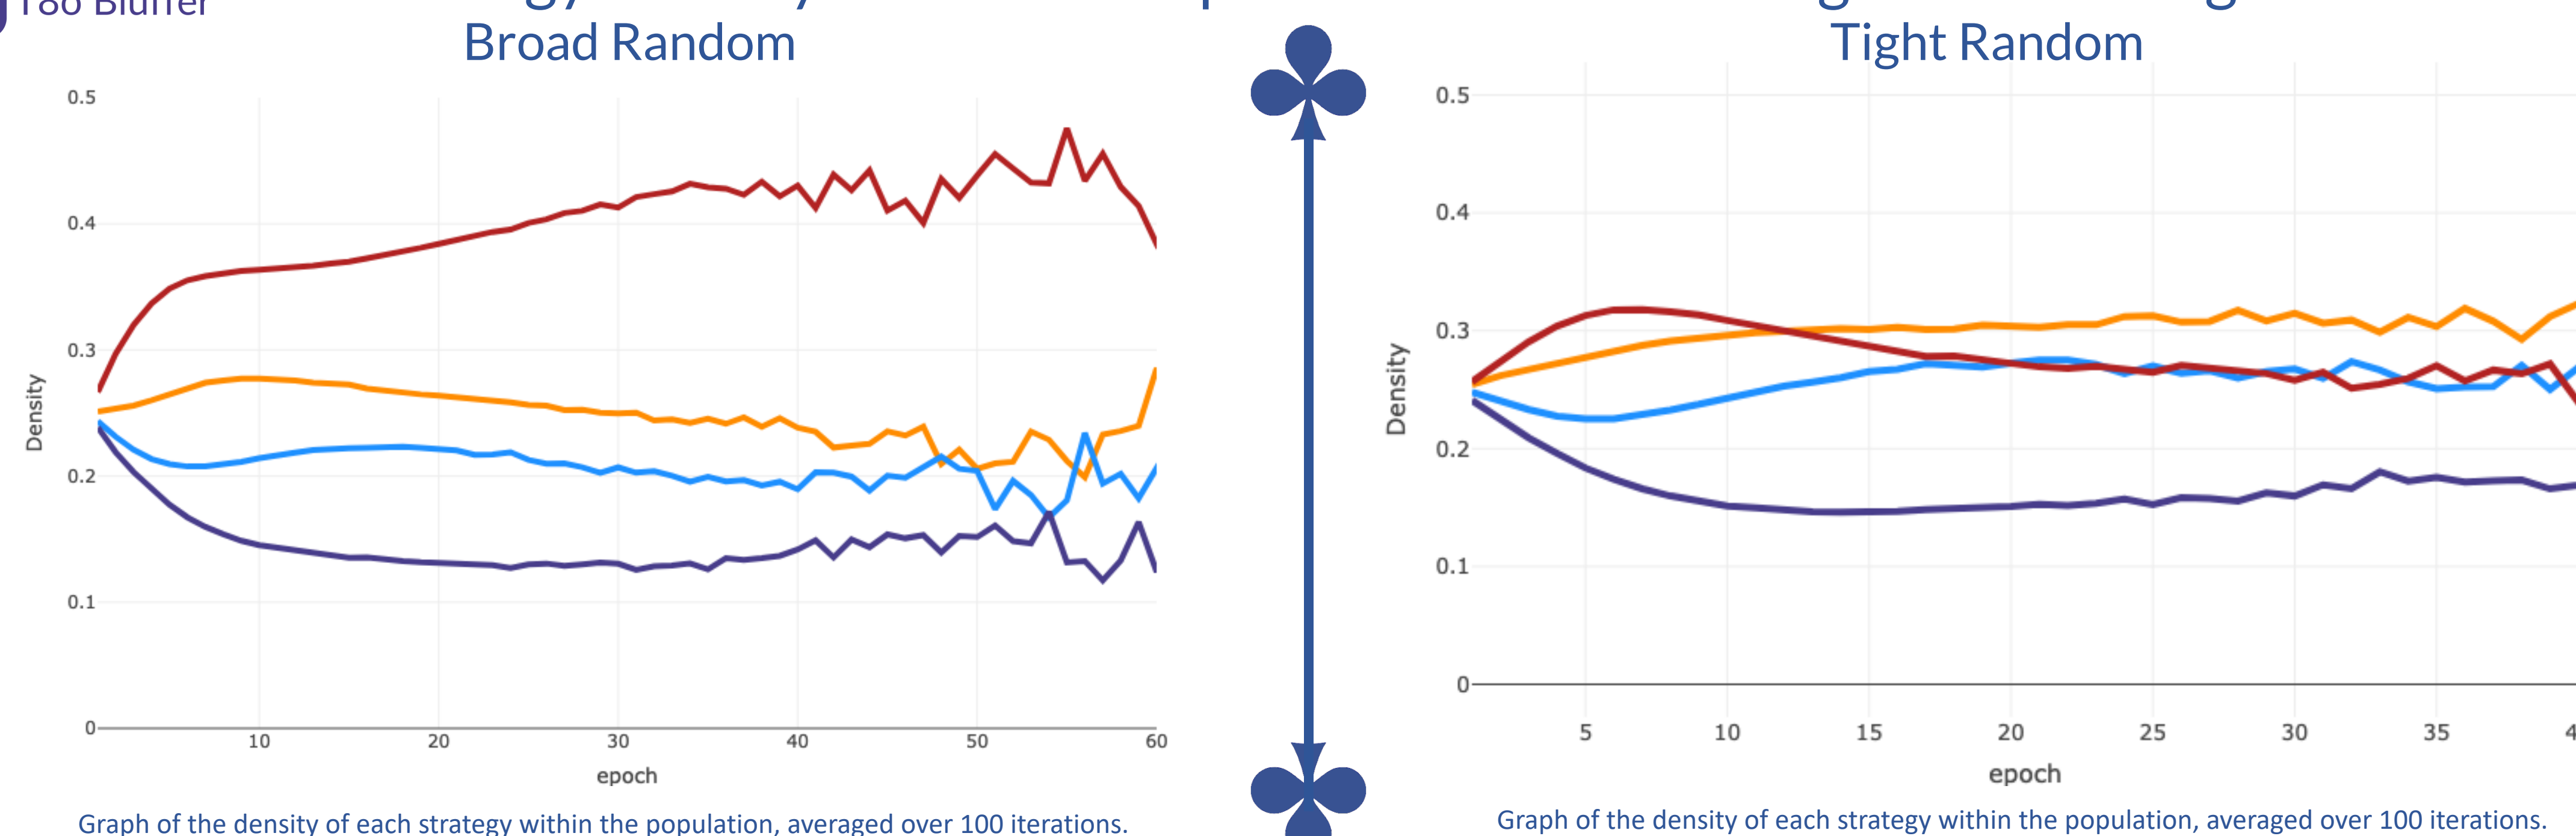 Bluffer
Broad Random
Tight Random
0.5
0.4
0.3
0.2
0.1
0
Density
10 20 30 40 50 60
epoch
Graph of the density of each strategy within the population, averaged over 100 iterations.
0.5
0.4
0.3
0.2
0.1
0
Density
5 10 15 20 25 30 35
epoch
Graph of the density of each strategy within the population, averaged over 100 iterations.